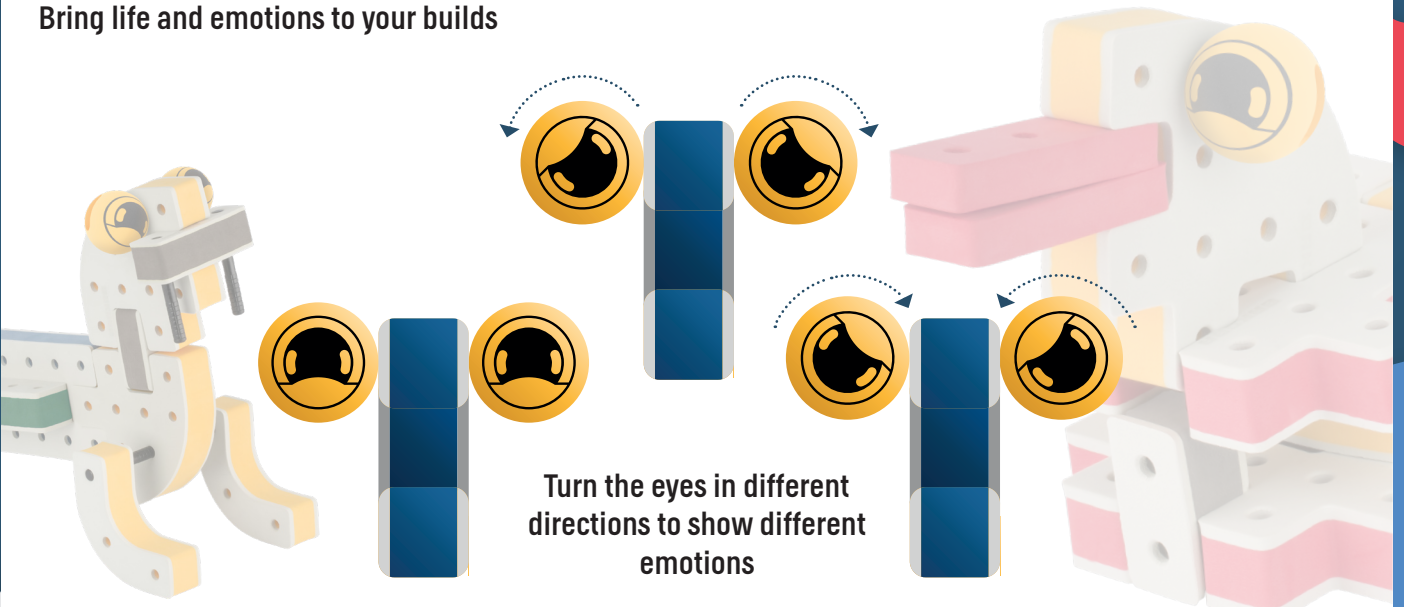 Bring life and emotions to your builds
Turn the eyes in different
directions to show different
emotions